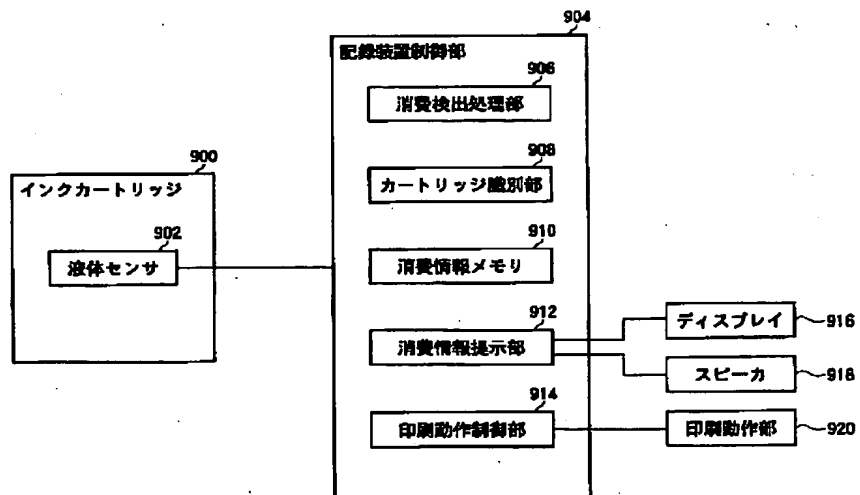 904
記録装置制御部
906
消費検出処理部
900
インクカートリッジ
908
カートリッジ識別部
902
液体センサ
910
消費情報メモリ
912
消費情報提示部
ディスプレイ
916
スピーカ
918
914
印刷動作制御部
印刷動作部
920